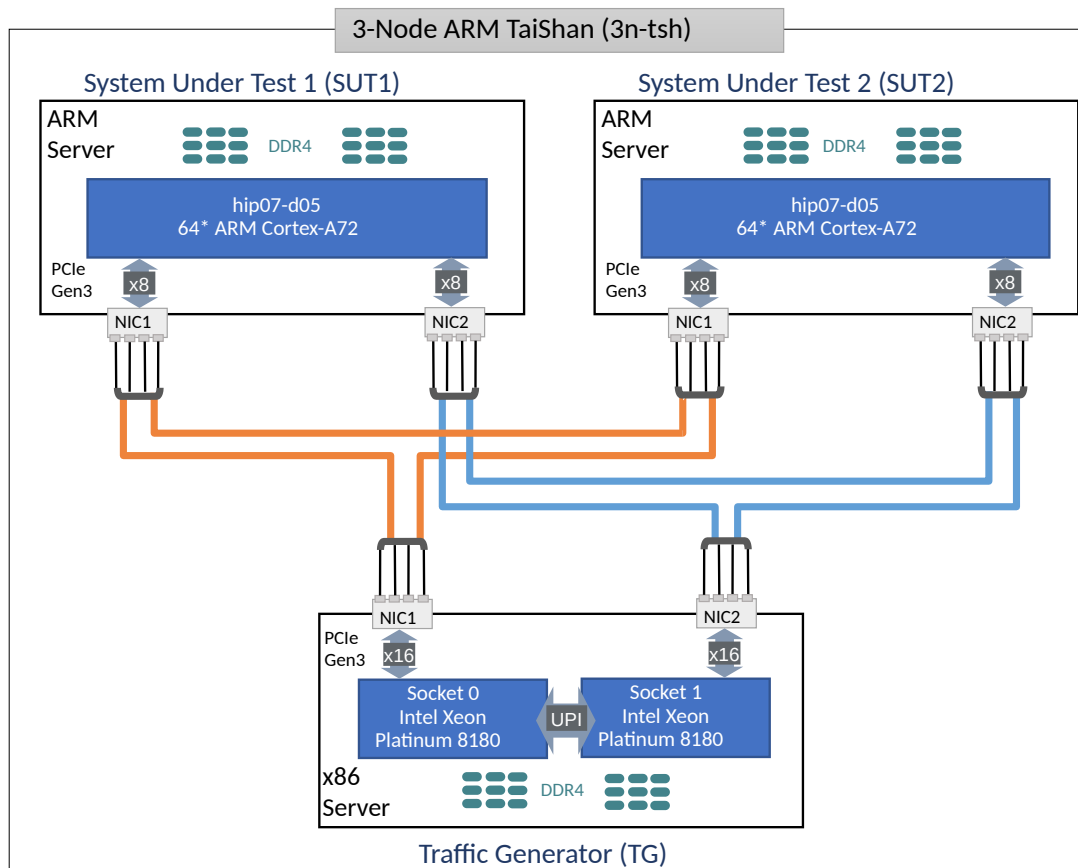 3-Node ARM TaiShan (3n-tsh)
System Under Test 1 (SUT1)
System Under Test 2 (SUT2)
ARM
Server
DDR4
hip07-d05
64* ARM Cortex-A72
PCIe
Gen3
x8
x8
NIC1
NIC2
ARM
Server
DDR4
hip07-d05
64* ARM Cortex-A72
PCIe
Gen3
x8
x8
NIC1
NIC2
NIC1
NIC2
PCIe
Gen3
x16
x16
Socket 0
Intel Xeon
Platinum 8180
UPI
Socket 1
Intel Xeon
Platinum 8180
x86
Server
DDR4
Traffic Generator (TG)